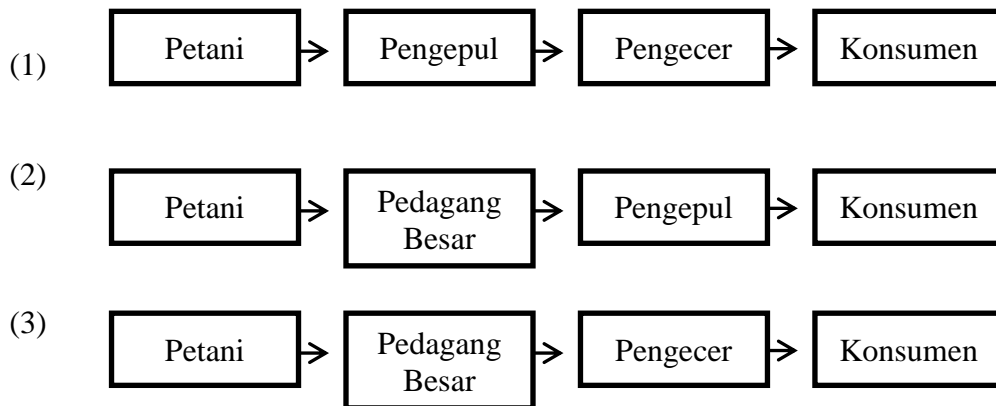 (1) Petani Pengepul Pengecer Konsumen
(2) Petani Pedagang Besar Pengepul Konsumen
(3) Petani Pedagang Besar Pengecer Konsumen